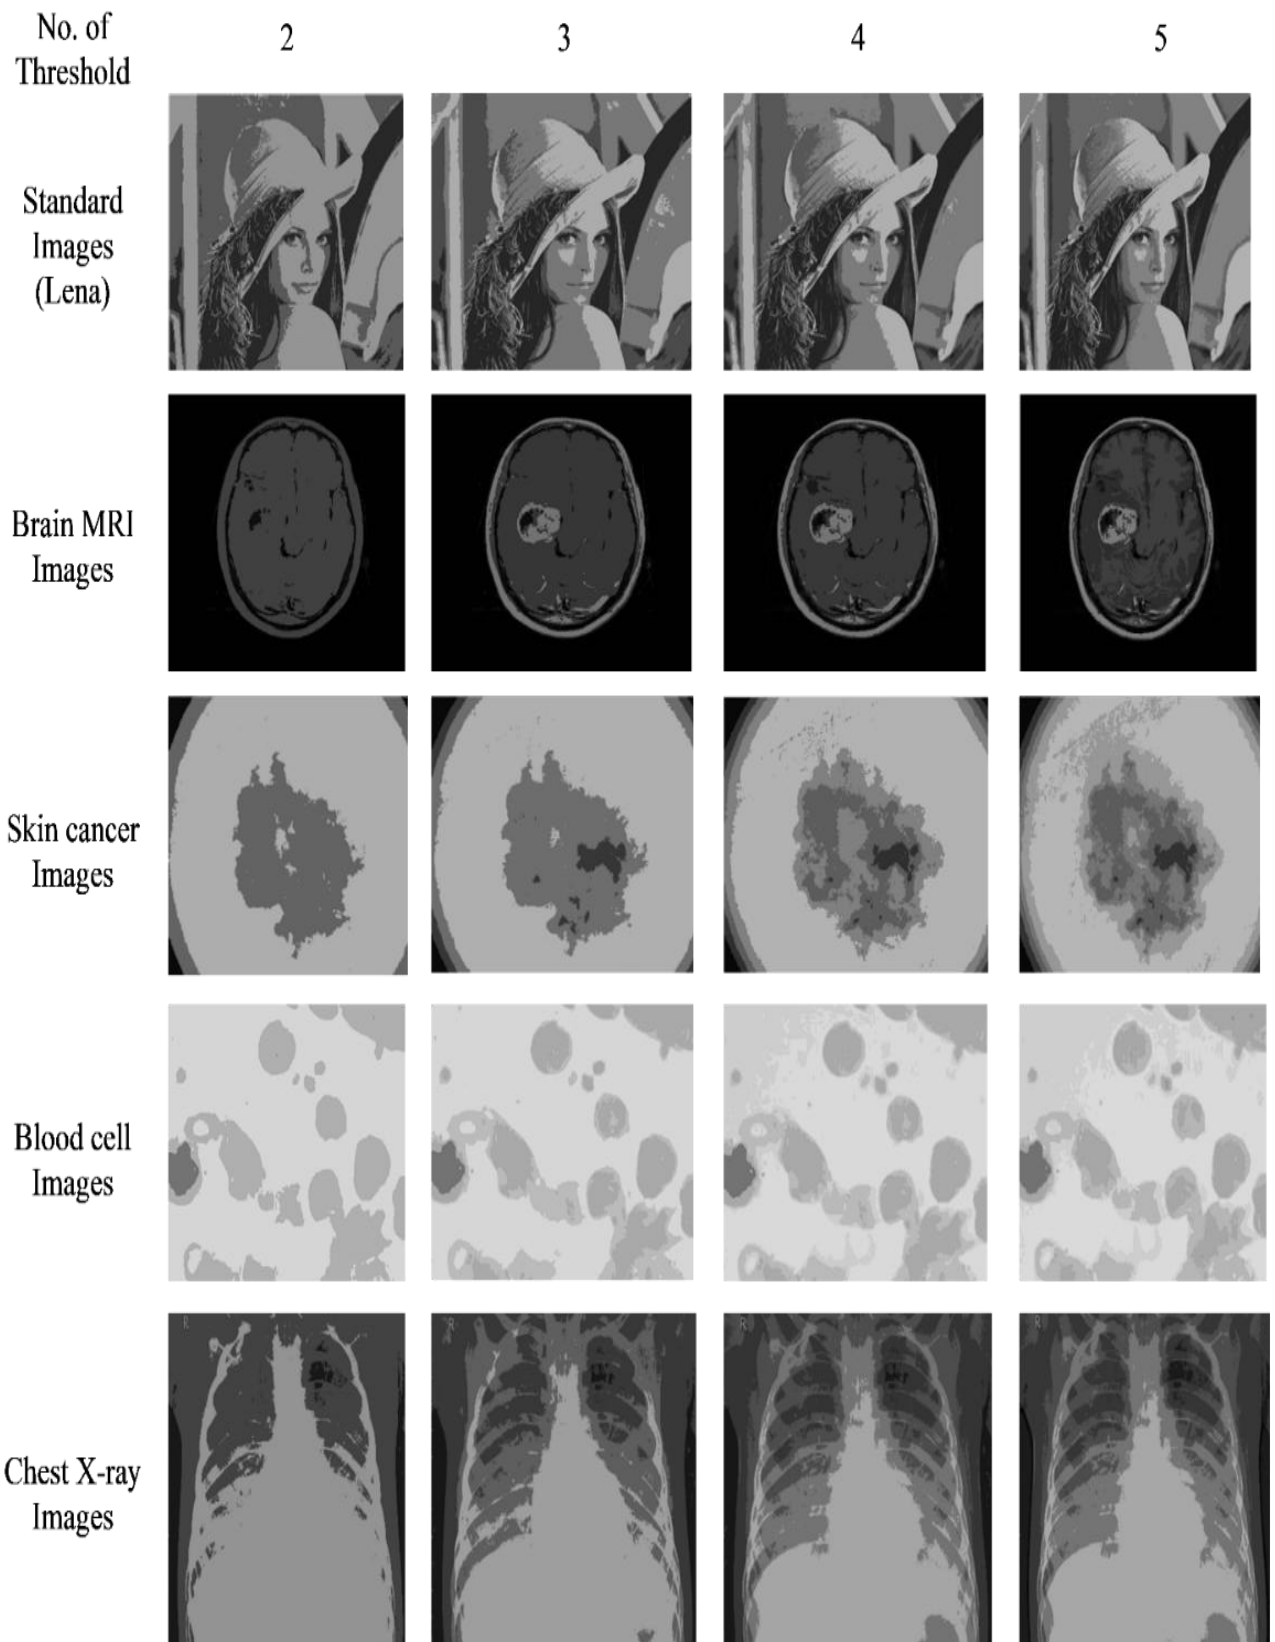 No. of
Threshold
2
3
4
5
Standard
Images
(Lena)
Brain MRI
Images
Skin cancer
Images
Blood cell
Images
Chest X-ray
Images
R
R
R
R